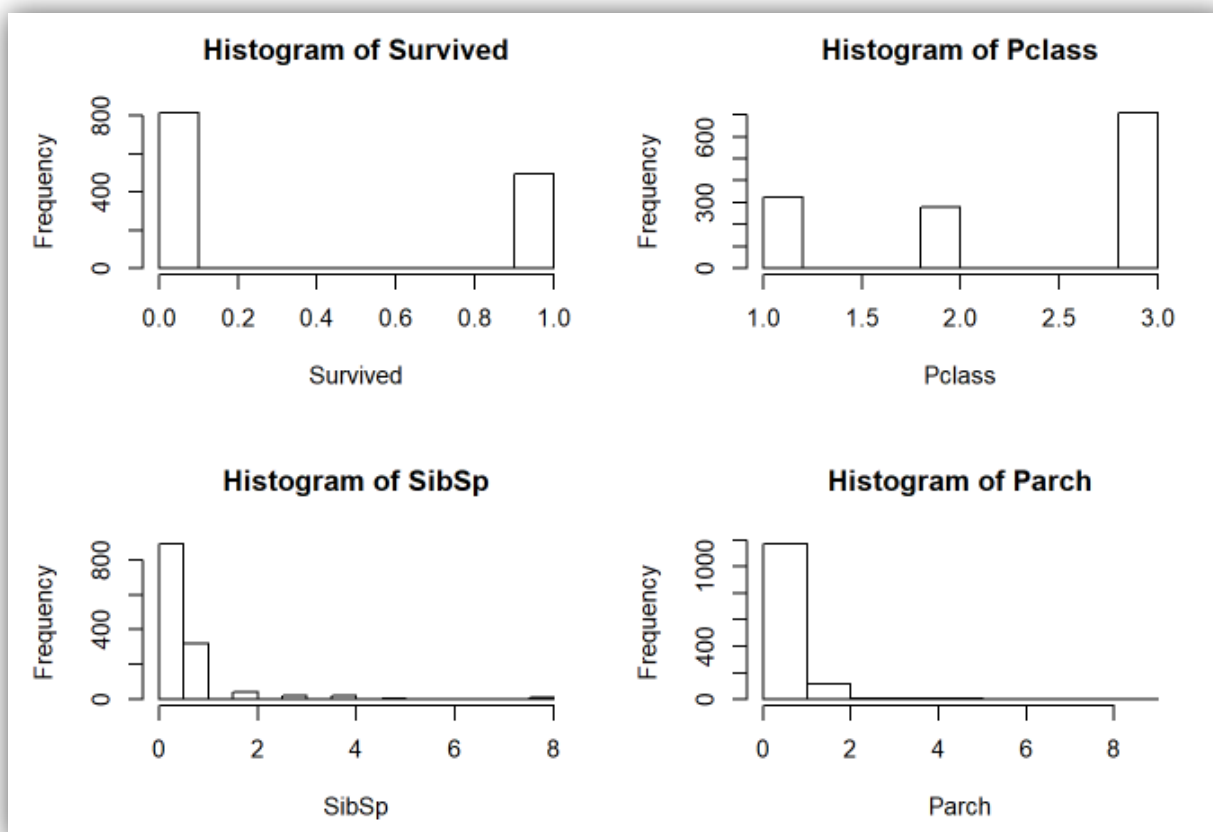 Histogram of Survived
Frequency
0 400 800
0.0 0.2 0.4 0.6 0.8 1.0
Survived
Histogram of Pclass
Frequency
0 300 600
1.0 1.5 2.0 2.5 3.0
Pclass
Histogram of SibSp
Frequency
0 400 800
0 2 4 6 8
SibSp
Histogram of Parch
Frequency
0 400 1000
0 2 4 6 8
Parch